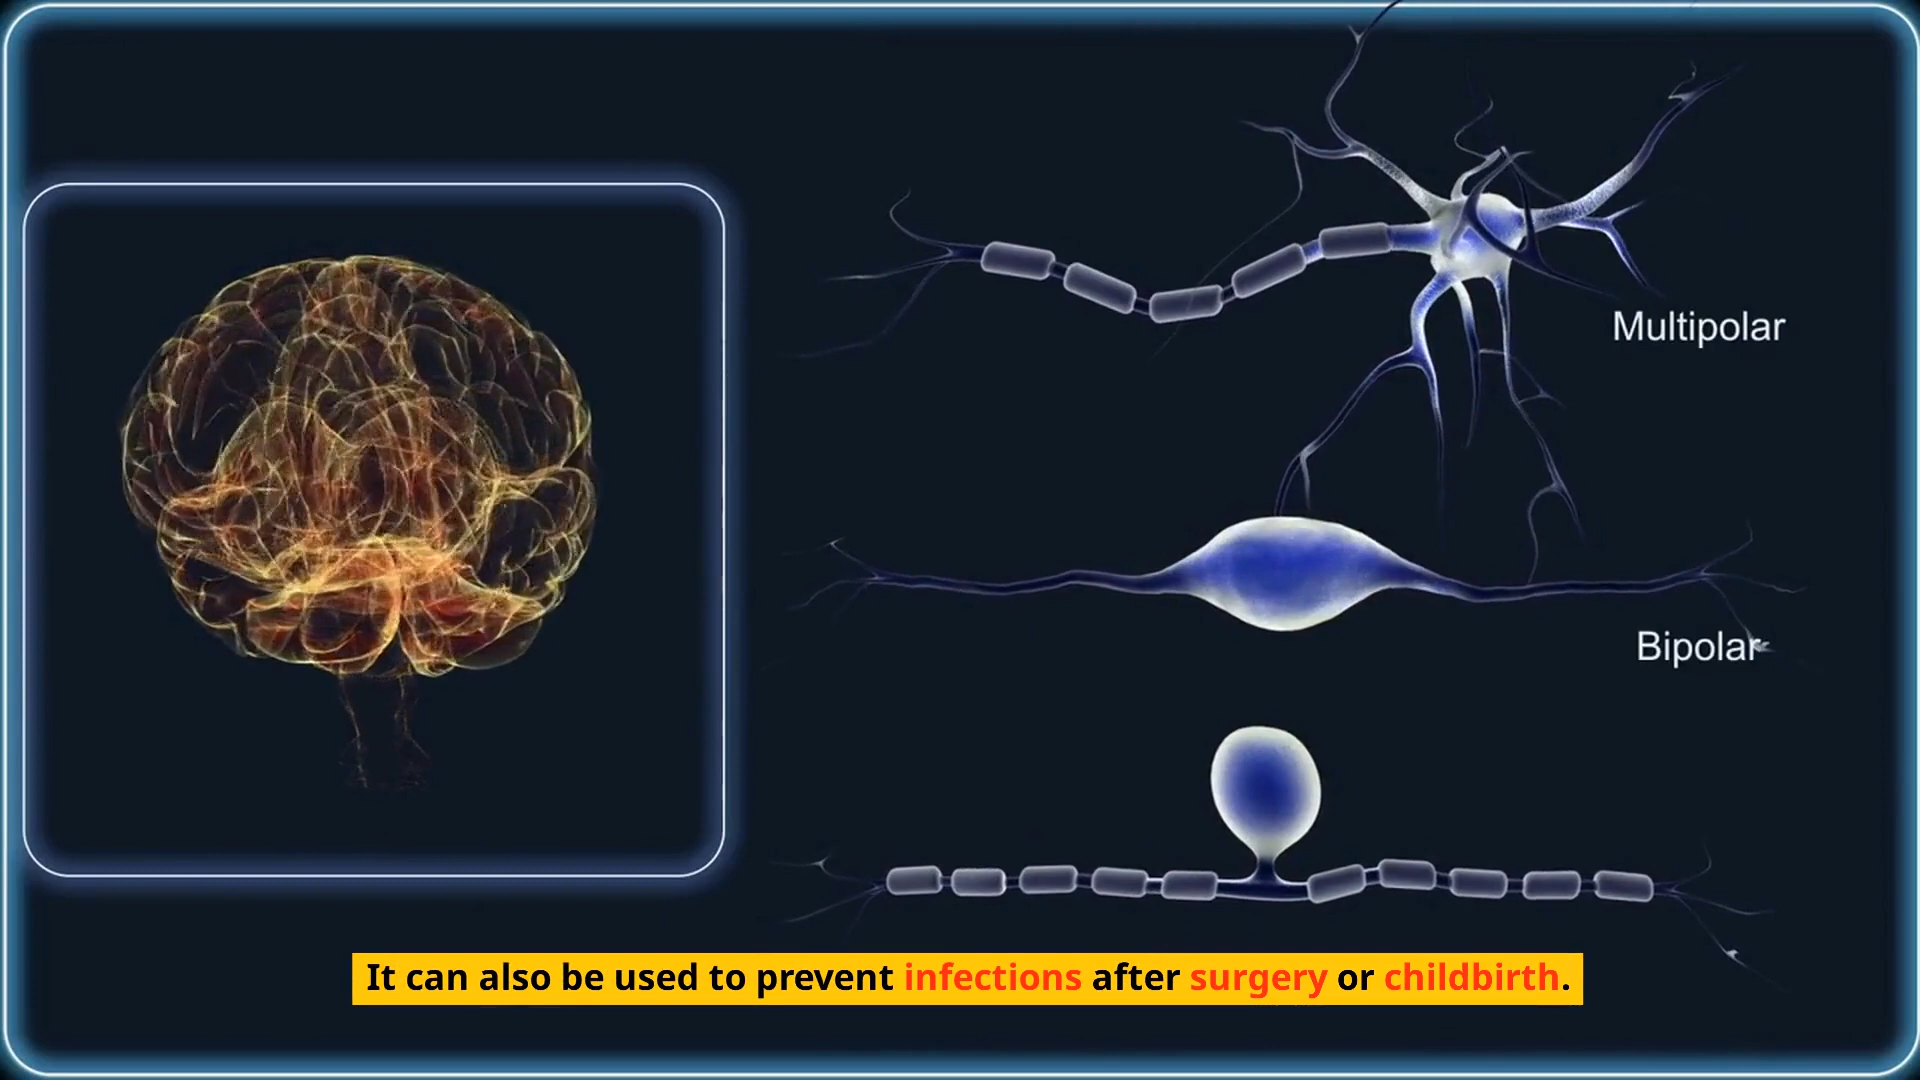 Multipolar
Bipolar
It can also be used to prevent infections after surgery or childbirth.